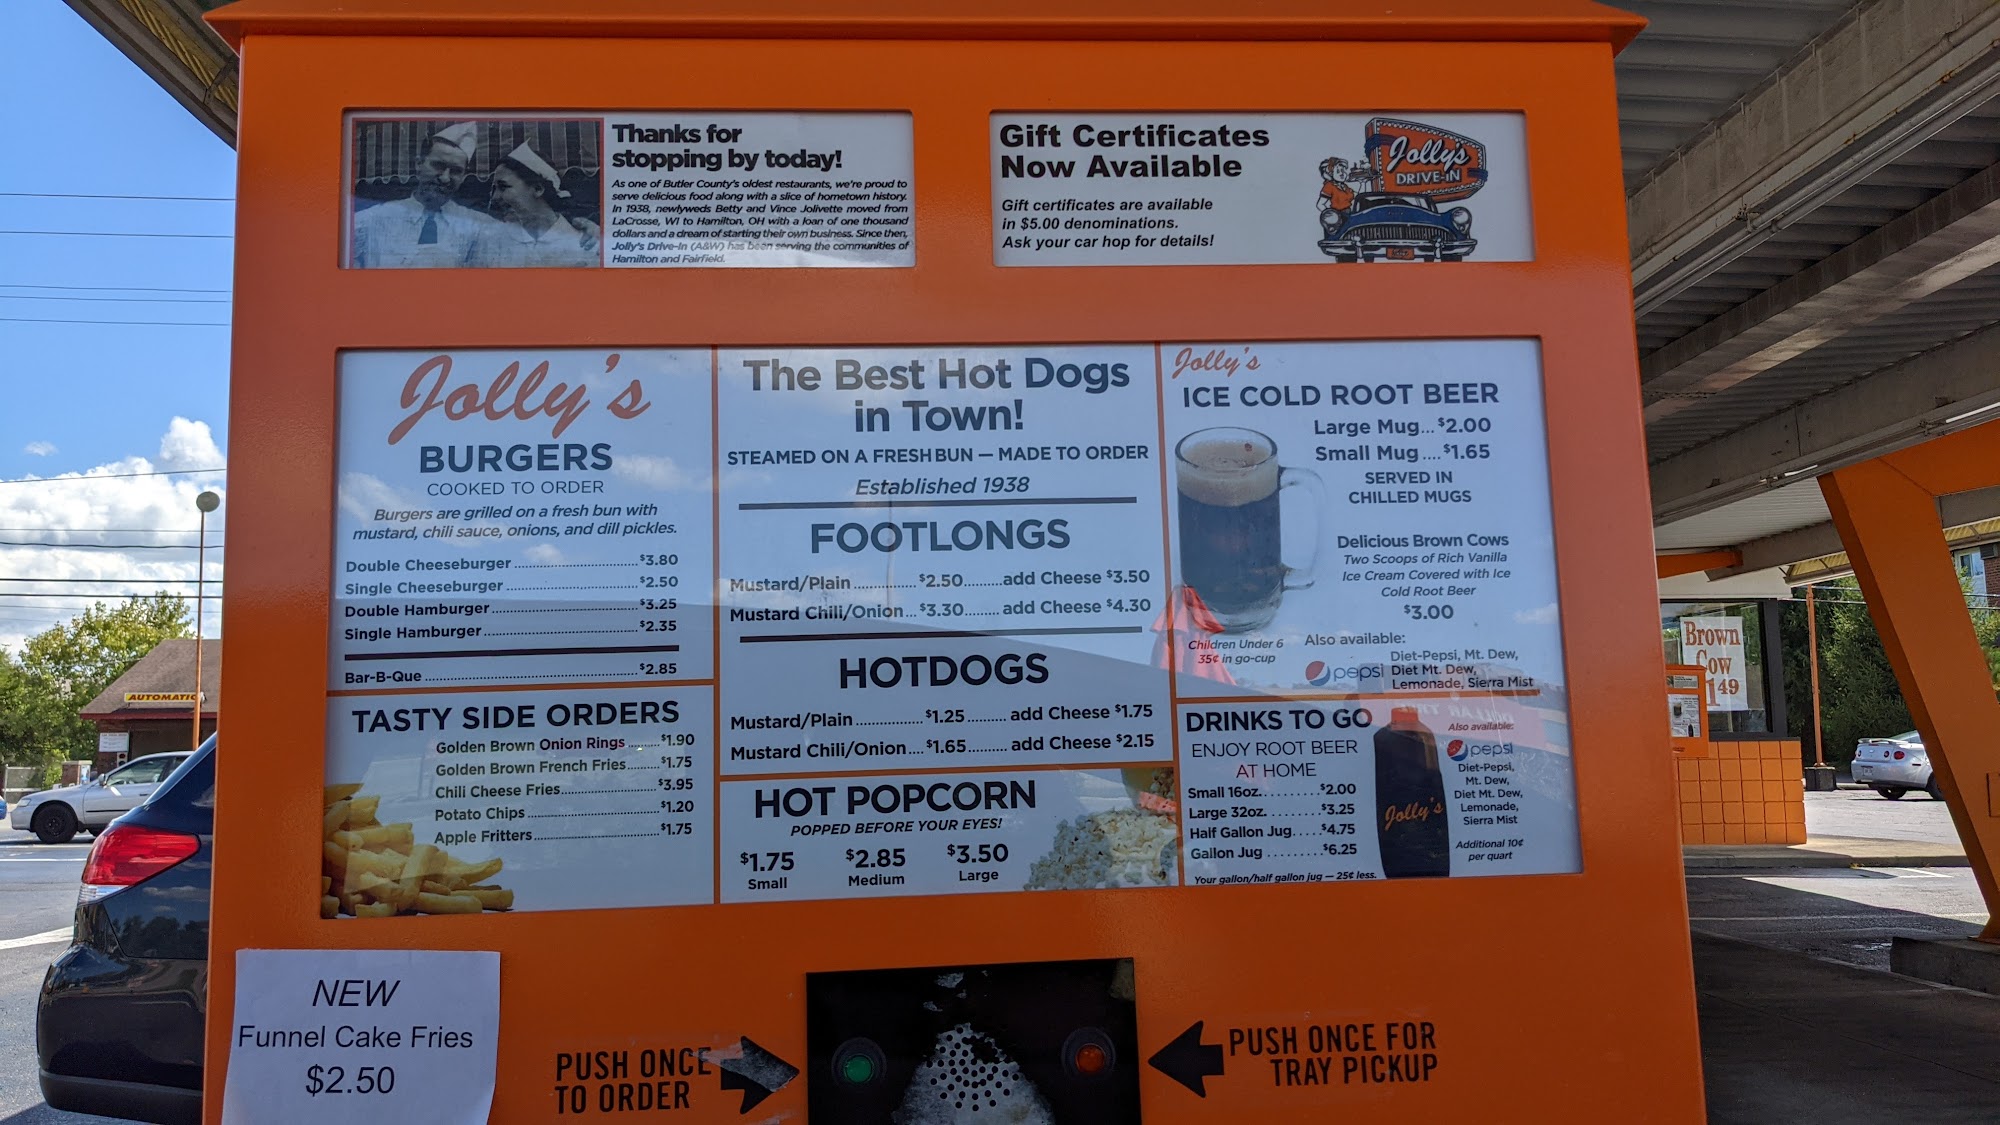 Thanks for
stopping by today!
As one of Butler County's oldest restaurants, we're proud to
serve delicious food along with a slice of hometown history.
In 1938, newlyweds Betty and Vince Jolivette moved from
LaCrosse, WI to Hamilton, OH with a loan of one thousand
dollars and a dream of starting their own business. Since then,
Jolly's Drive-In (A&W) has been serving the communities of
Hamilton and Fairfield.
Gift Certificates
Now Available
Gift certificates are available
in $5.00 denominations.
Ask your car hop for details!
Jolly's
DRIVE-IN
Jolly's
BURGERS
COOKED TO ORDER
Burgers are grilled on a fresh bun with
mustard, chili sauce, onions, and dill pickles.
Double Cheeseburger $3.80
Single Cheeseburger $2.50
Double Hamburger $3.25
Single Hamburger $2.35
Bar-B-Que $2.85
TASTY SIDE ORDERS
Golden Brown Onion Rings $1.90
Golden Brown French Fries $1.75
Chili Cheese Fries $3.95
Potato Chips $1.20
Apple Fritters $1.75
The Best Hot Dogs
in Town!
STEAMED ON A FRESH BUN — MADE TO ORDER
Established 1938
FOOTLONGS
Mustard/Plain $2.50 add Cheese $3.50
Mustard Chili/Onion $3.30 add Cheese $4.30
HOTDOGS
Mustard/Plain $1.25 add Cheese $1.75
Mustard Chili/Onion $1.65 add Cheese $2.15
HOT POPCORN
POPPED BEFORE YOUR EYES!
$1.75 $2.85 $3.50
Small Medium Large
Jolly's
ICE COLD ROOT BEER
Large Mug... $2.00
Small Mug .... $1.65
SERVED IN
CHILLED MUGS
Delicious Brown Cows
Two Scoops of Rich Vanilla
Ice Cream Covered with Ice
Cold Root Beer
$3.00
Children Under 6
35¢ in go-cup
Also available:
pepsi
Diet-Pepsi, Mt. Dew,
Diet Mt. Dew,
Lemonade, Sierra Mist
DRINKS TO GO
ENJOY ROOT BEER
AT HOME
Small 16oz. $2.00
Large 32oz. $3.25
Half Gallon Jug $4.75
Gallon Jug $6.25
Your gallon/half gallon jug — 25¢ less.
Jolly's
Also available:
pepsi
Diet-Pepsi,
Mt. Dew,
Diet Mt. Dew,
Lemonade,
Sierra Mist
Additional 10¢
per quart
NEW
Funnel Cake Fries
$2.50
PUSH ONCE
TO ORDER
PUSH ONCE FOR
TRAY PICKUP
AUTOMATIC
Brown
Cow
1 49